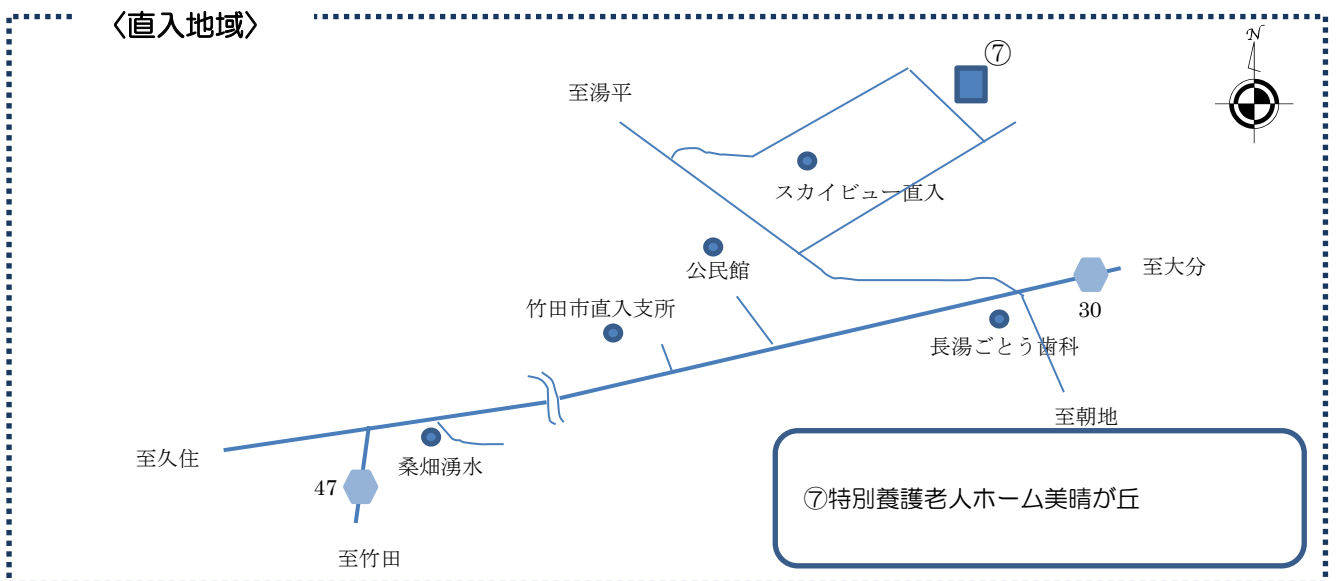 〈直入地域〉
N
⑦
至湯平
スカイビュー直入
公民館
至大分
竹田市直入支所
30
長湯ごとう歯科
至朝地
至久住
桑畑湧水
47
⑦特別養護老人ホーム美晴が丘
至竹田